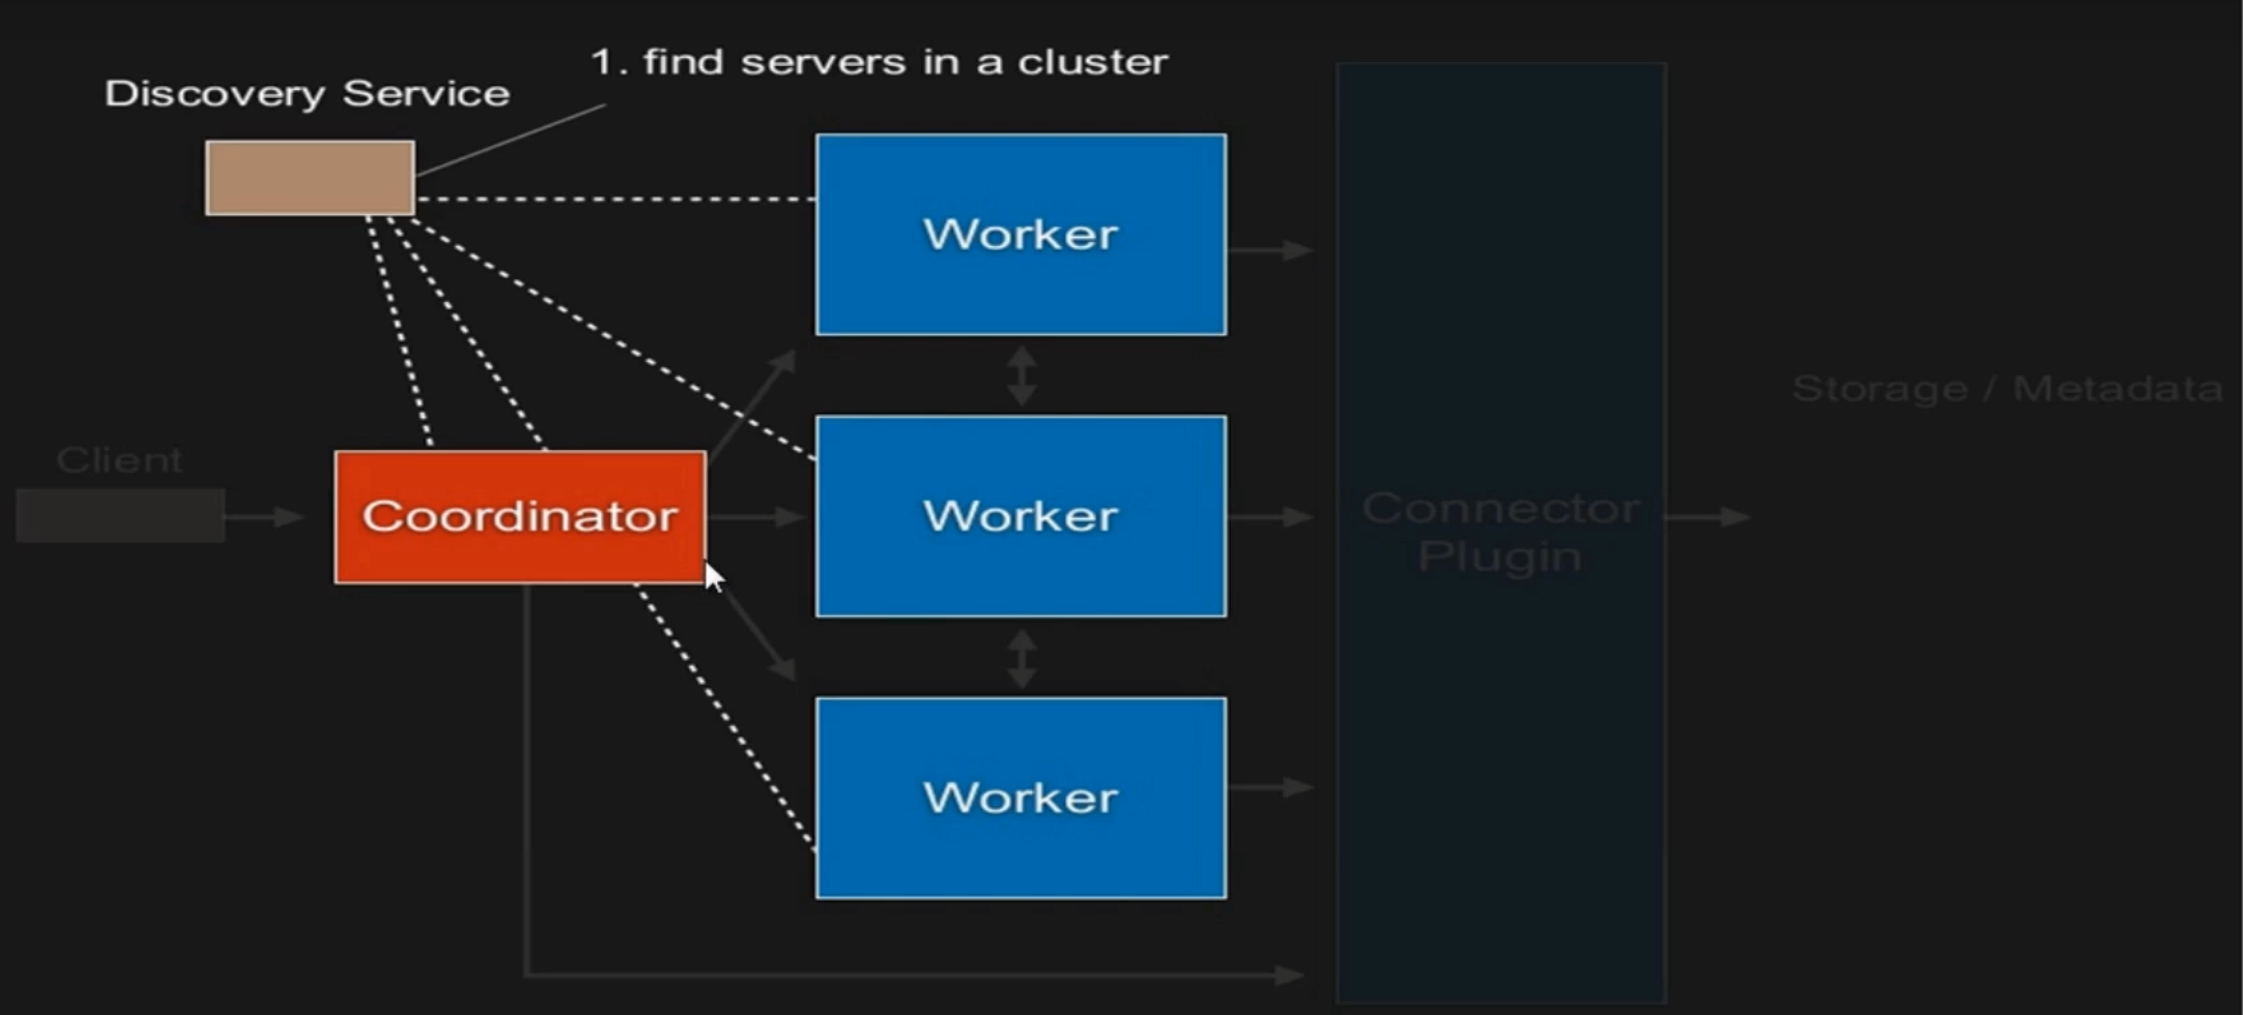 1. find servers in a cluster
Discovery Service
Worker
Storage / Metadata
Client
Coordinator
Worker
Connector
Plugin
Worker